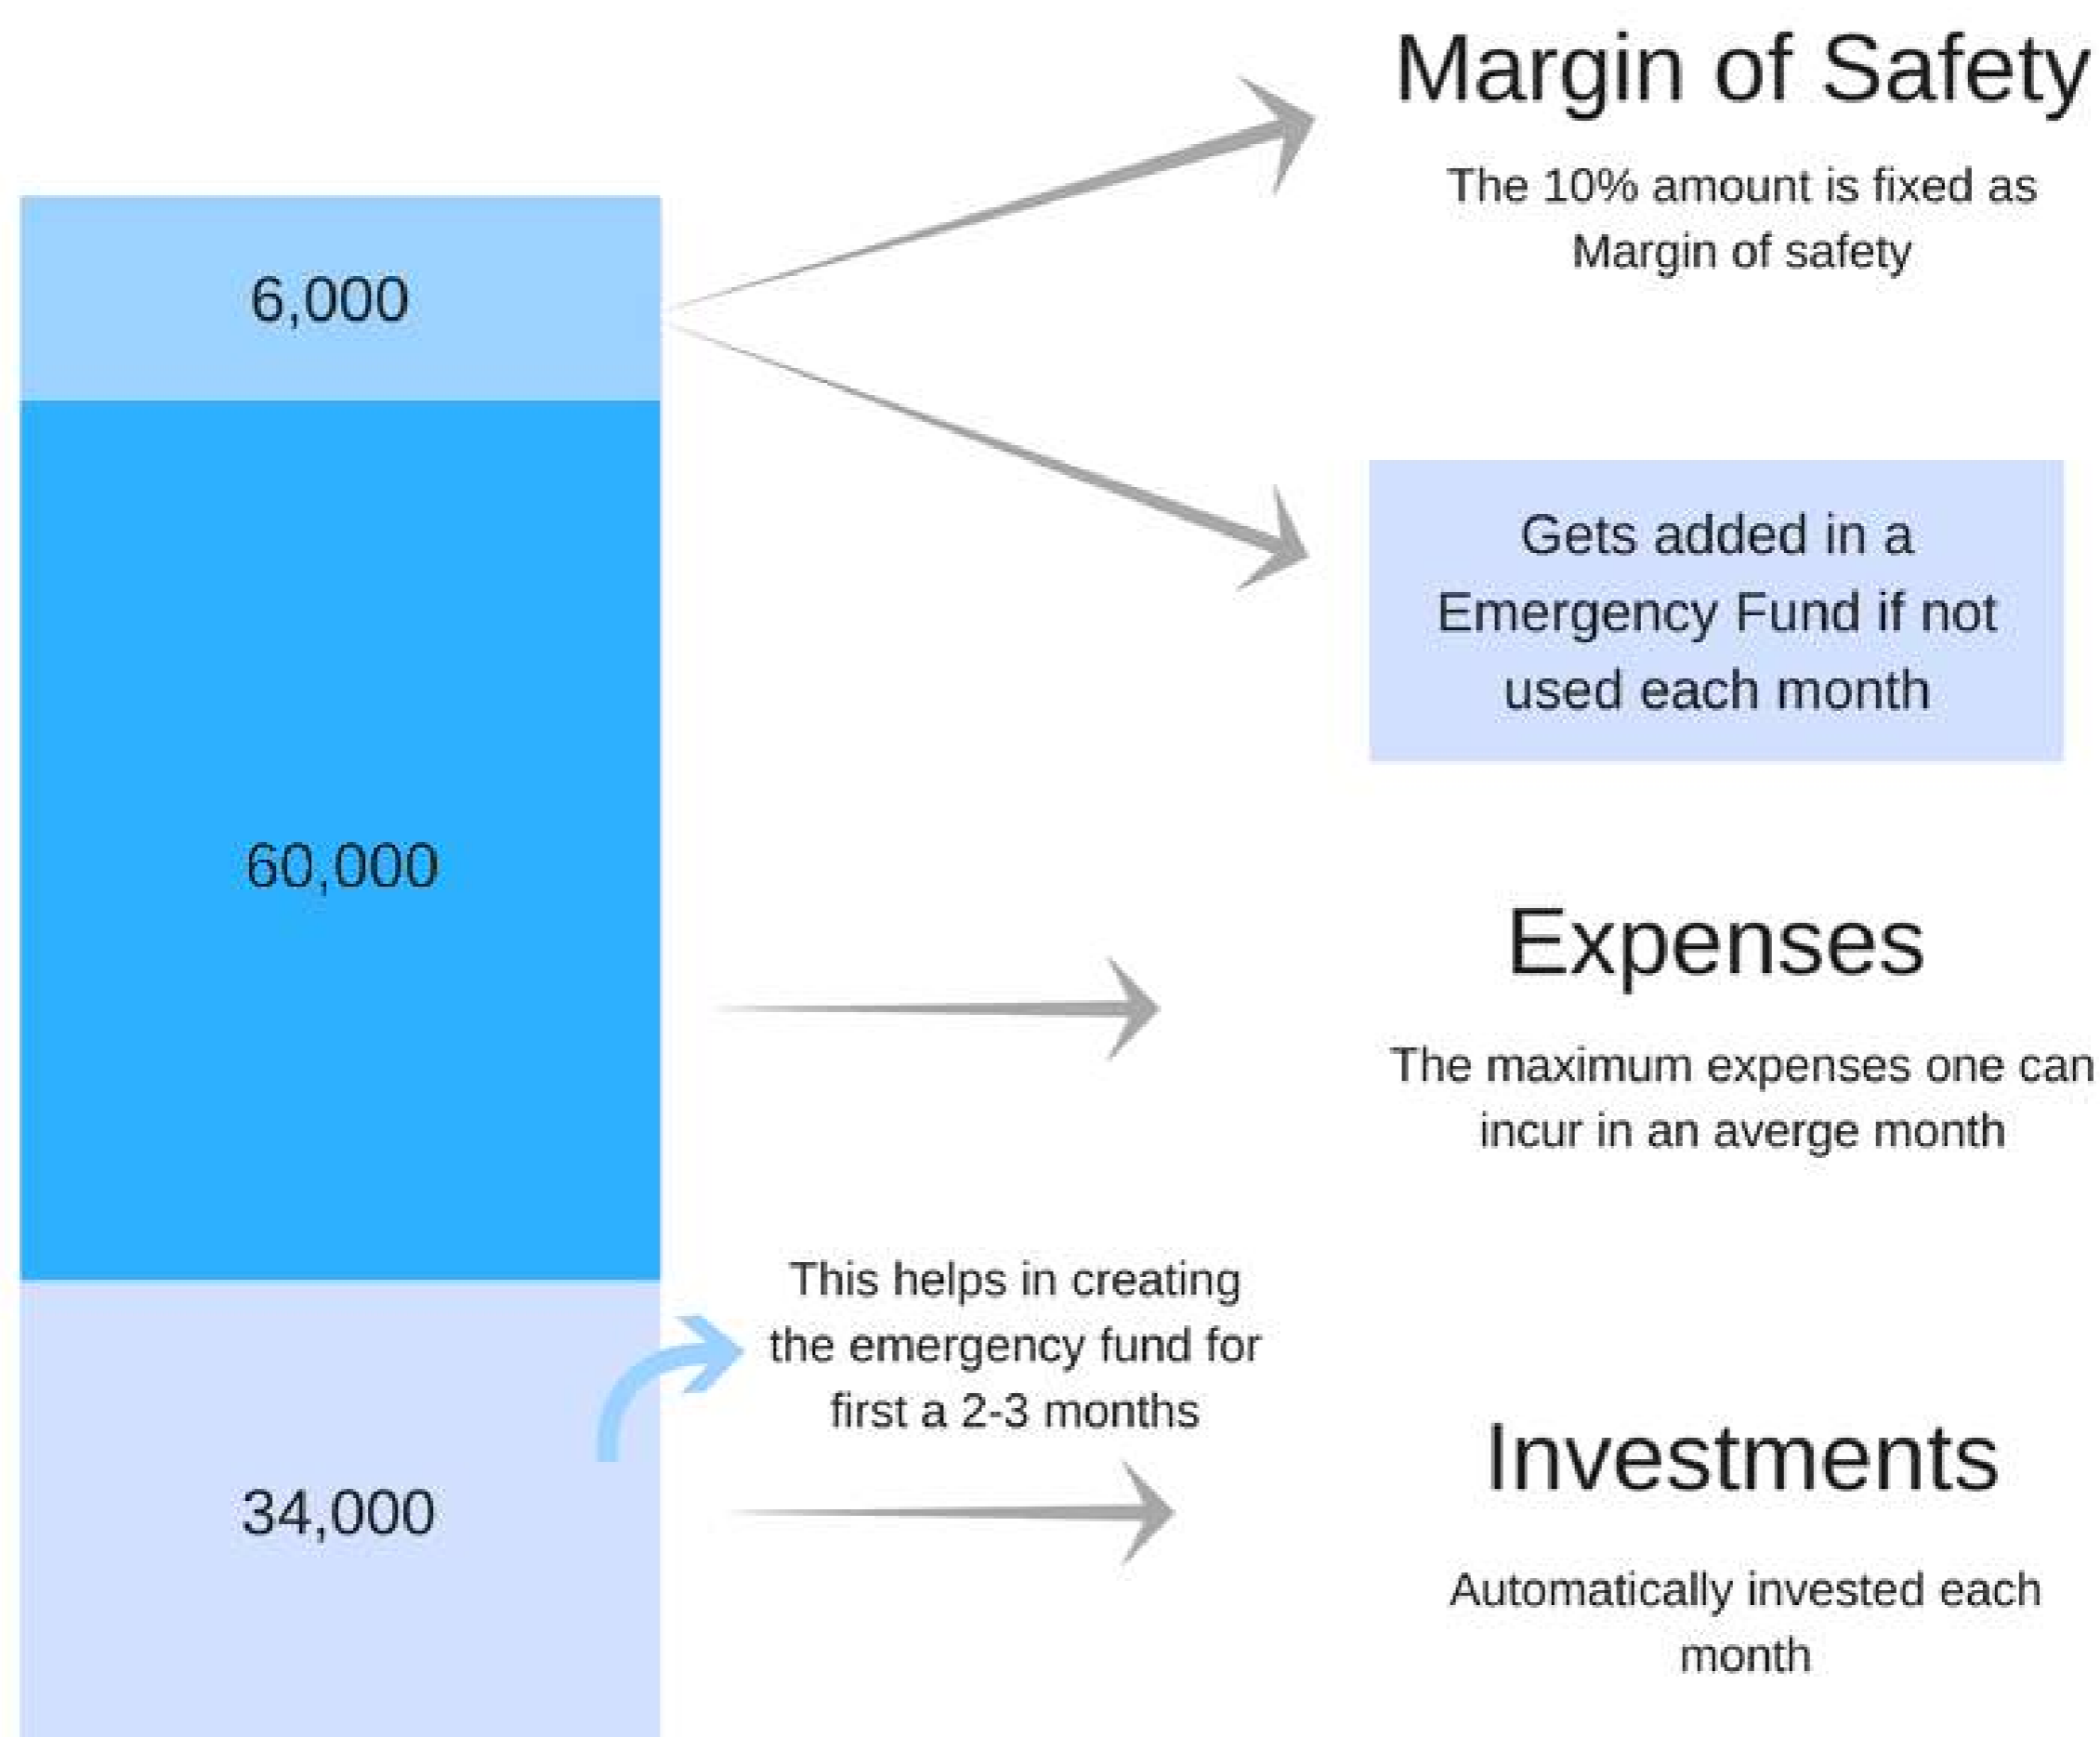 Margin of Safety
The 10% amount is fixed as
Margin of safety
6,000
Gets added in a
Emergency Fund if not
used each month
60,000
Expenses
The maximum expenses one can
incur in an averge month
This helps in creating
the emergency fund for
first a 2-3 months
34,000
Investments
Automatically invested each
month